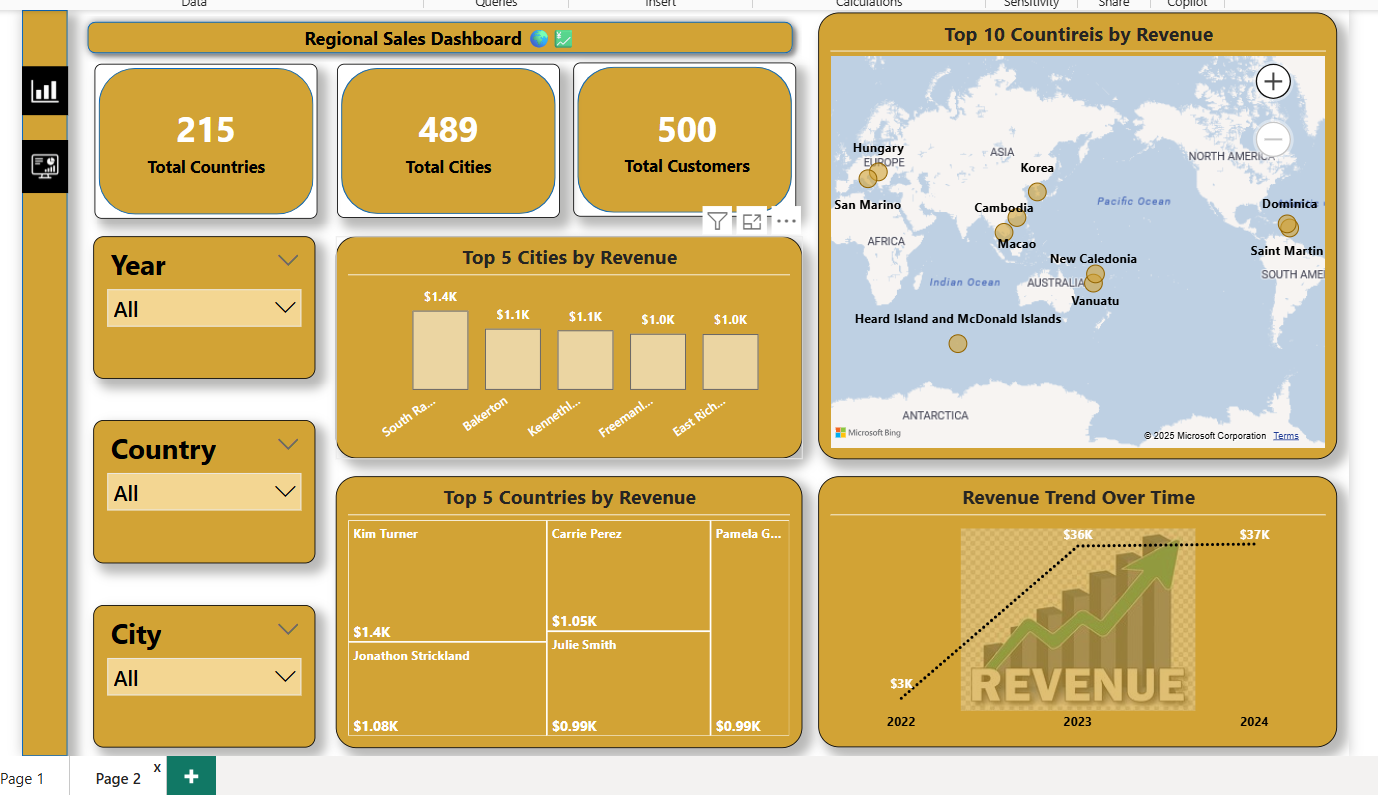 Data
Queries
Insert
Calculations
Sensitivity
Share
Copilot
Regional Sales Dashboard
215
Total Countries
489
Total Cities
500
Total Customers
Top 10 Countireis by Revenue
Hungary
EUROPE
ASIA
Korea
NORTH AMERICA
San Marino
Cambodia
Pacific Ocean
Dominica
AFRICA
Macao
New Caledonia
Saint Martin
Indian Ocean
AUSTRALIA
SOUTH AME
Vanuatu
Heard Island and McDonald Islands
ANTARCTICA
Microsoft Bing
© 2025 Microsoft Corporation Terms
Year
All
Country
All
City
All
Top 5 Cities by Revenue
$1.4K
$1.1K
$1.1K
$1.0K
$1.0K
South Ra...
Bakerton
Kennethl...
Freemanl...
East Rich...
Top 5 Countries by Revenue
Kim Turner
$1.4K
Jonathon Strickland
$1.08K
Carrie Perez
$1.05K
Julie Smith
$0.99K
Pamela G...
$0.99K
Revenue Trend Over Time
$3K
$36K
$37K
REVENUE
2022
2023
2024
Page 1
Page 2
x
+